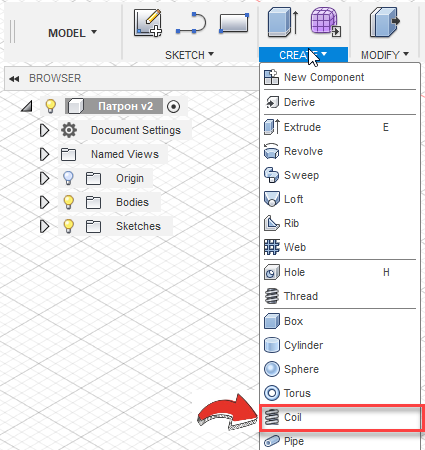 MODEL
SKETCH
CREATE
MODIFY
BROWSER
Патрон v2
Document Settings
Named Views
Origin
Bodies
Sketches
New Component
Derive
Extrude E
Revolve
Sweep
Loft
Rib
Web
Hole H
Thread
Box
Cylinder
Sphere
Torus
Coil
Pipe